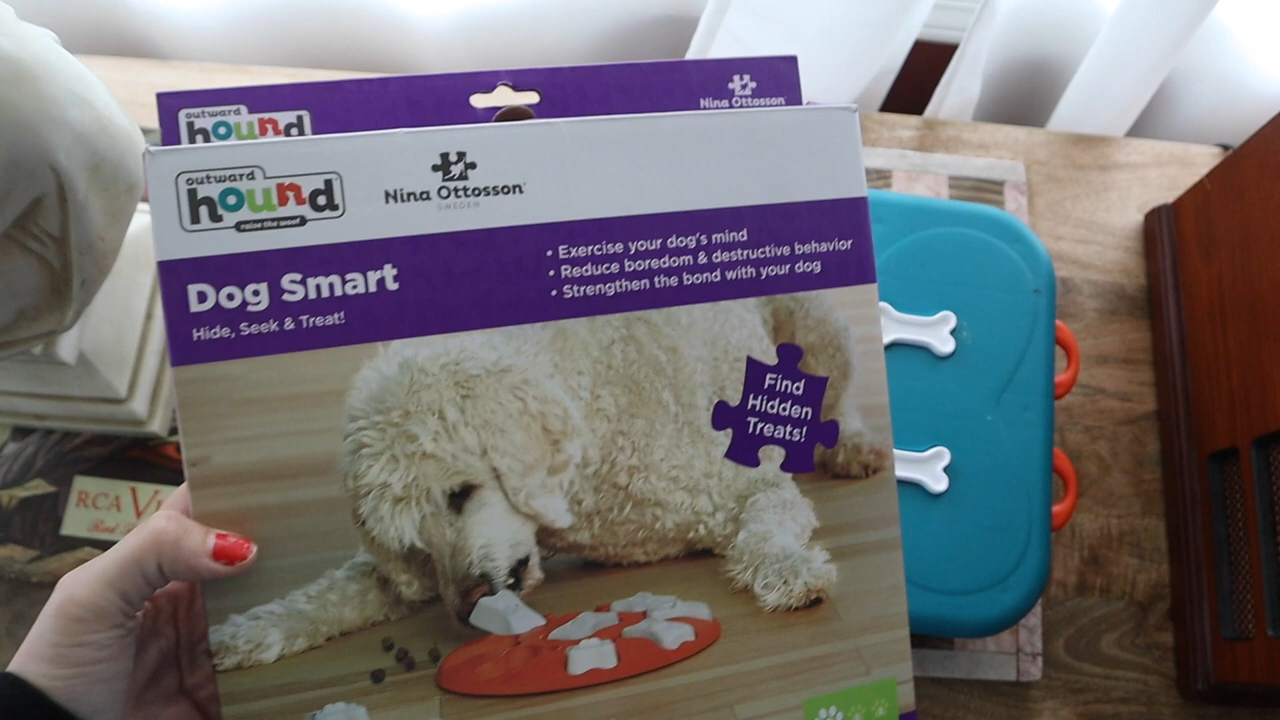 outward
hound
Nina Ottosson
outward
hound
raise the woof
Nina Ottosson
SWEDEN
Dog Smart
Hide, Seek & Treat!
• Exercise your dog's mind
• Reduce boredom & destructive behavior
• Strengthen the bond with your dog
Find
Hidden
Treats!
RCA
Red